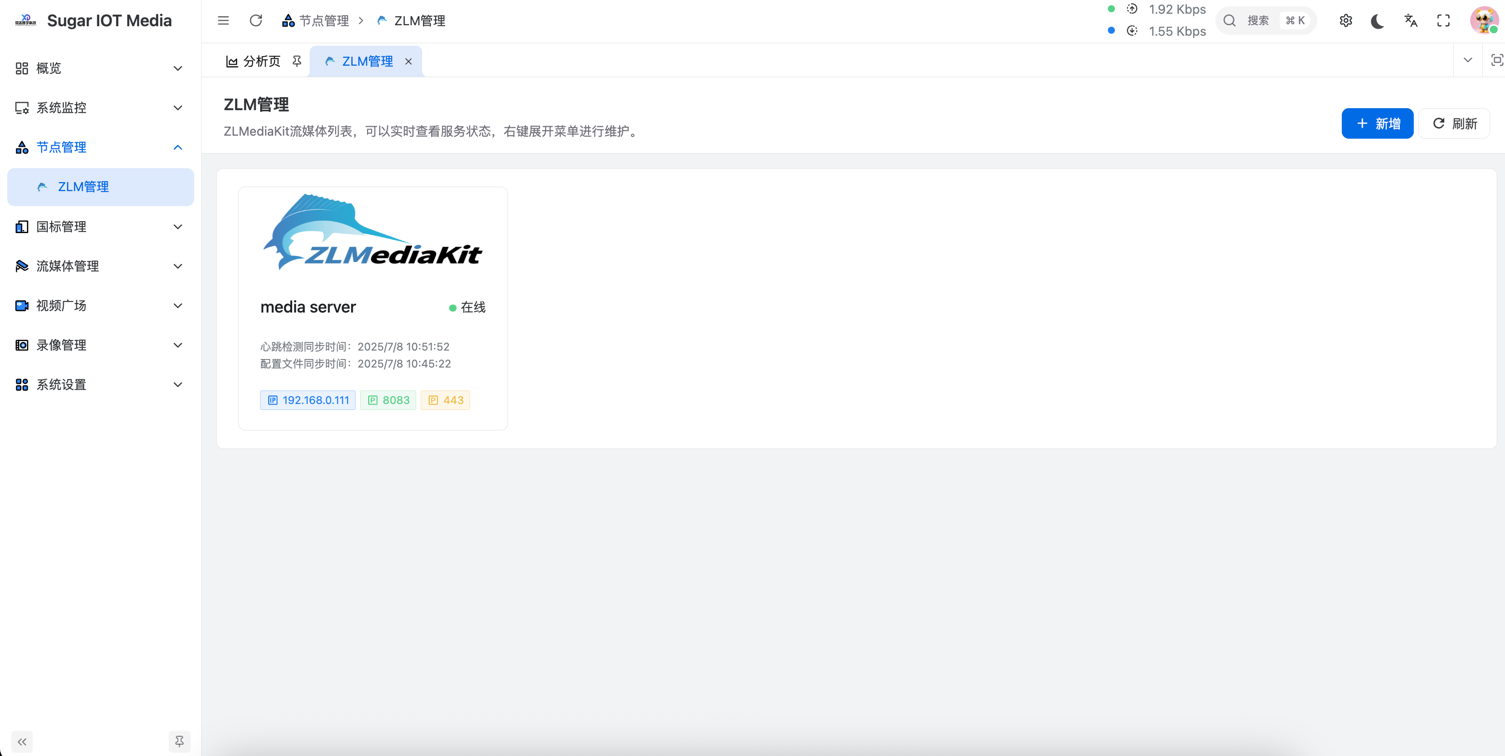 Sugar IOT Media
节点管理
ZLM管理
1.92 Kbps
1.55 Kbps
搜索
⌘ K
分析页
ZLM管理
概览
系统监控
节点管理
ZLM管理
国标管理
流媒体管理
视频广场
录像管理
系统设置
ZLM管理
ZLMediaKit流媒体列表，可以实时查看服务状态，右键展开菜单进行维护。
新增
刷新
ZLMediaKit
media server
在线
心跳检测同步时间：2025/7/8 10:51:52
配置文件同步时间：2025/7/8 10:45:22
192.168.0.111
8083
443